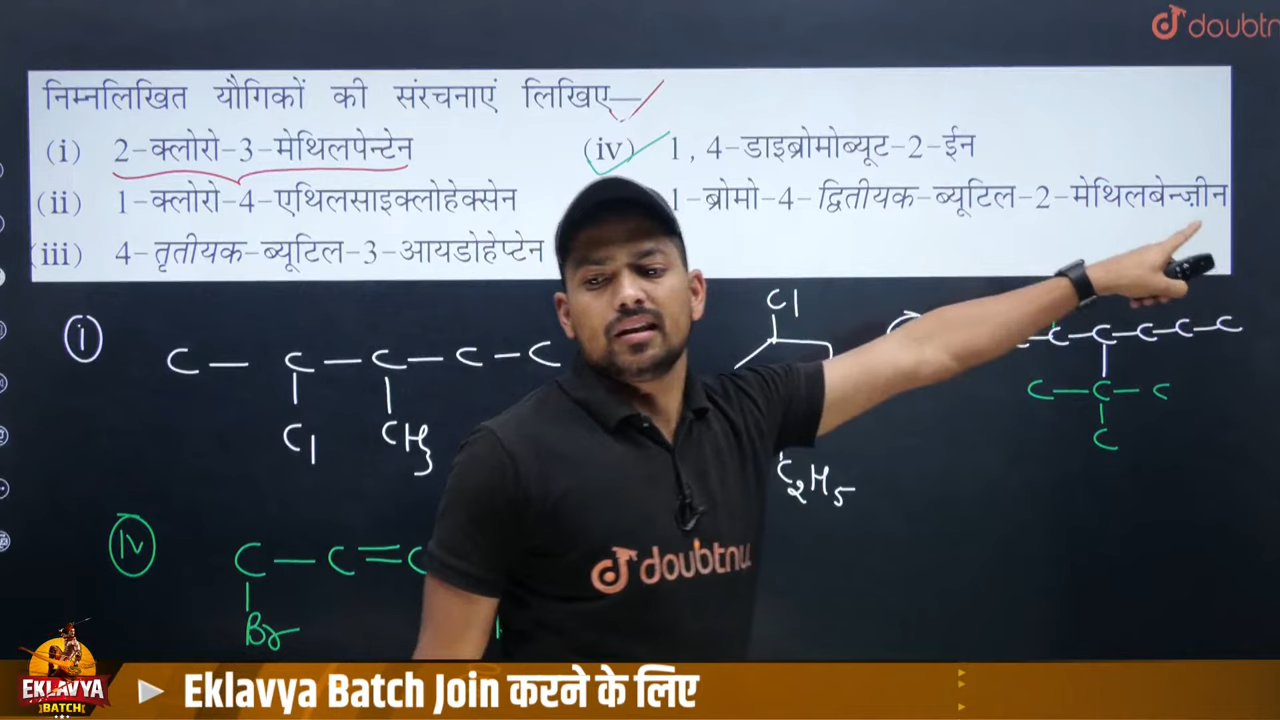 doubtn
निम्नलिखित यौगिकों की संरचनाएं लिखिए—
(i) 2-क्लोरो-3-मेथिलपेन्टेन
(iv) 1, 4-डाइब्रोमोब्यूट-2-ईन
(ii) 1-क्लोरो-4-एथिलसाइक्लोहेक्सेन
1-ब्रोमो-4-द्वितीयक-ब्यूटिल-2-मेथिलबेन्ज़ीन
(iii) 4-तृतीयक-ब्यूटिल-3-आयडोहेप्टेन
i
C — C — C — C — C
Cl CH3
Cl
C2H5
C—C—C—C—C
C—C—C
C
iv
C — C = C
Br
doubtnu
EKLAVYA
BATCH
Eklavya Batch Join करने के लिए